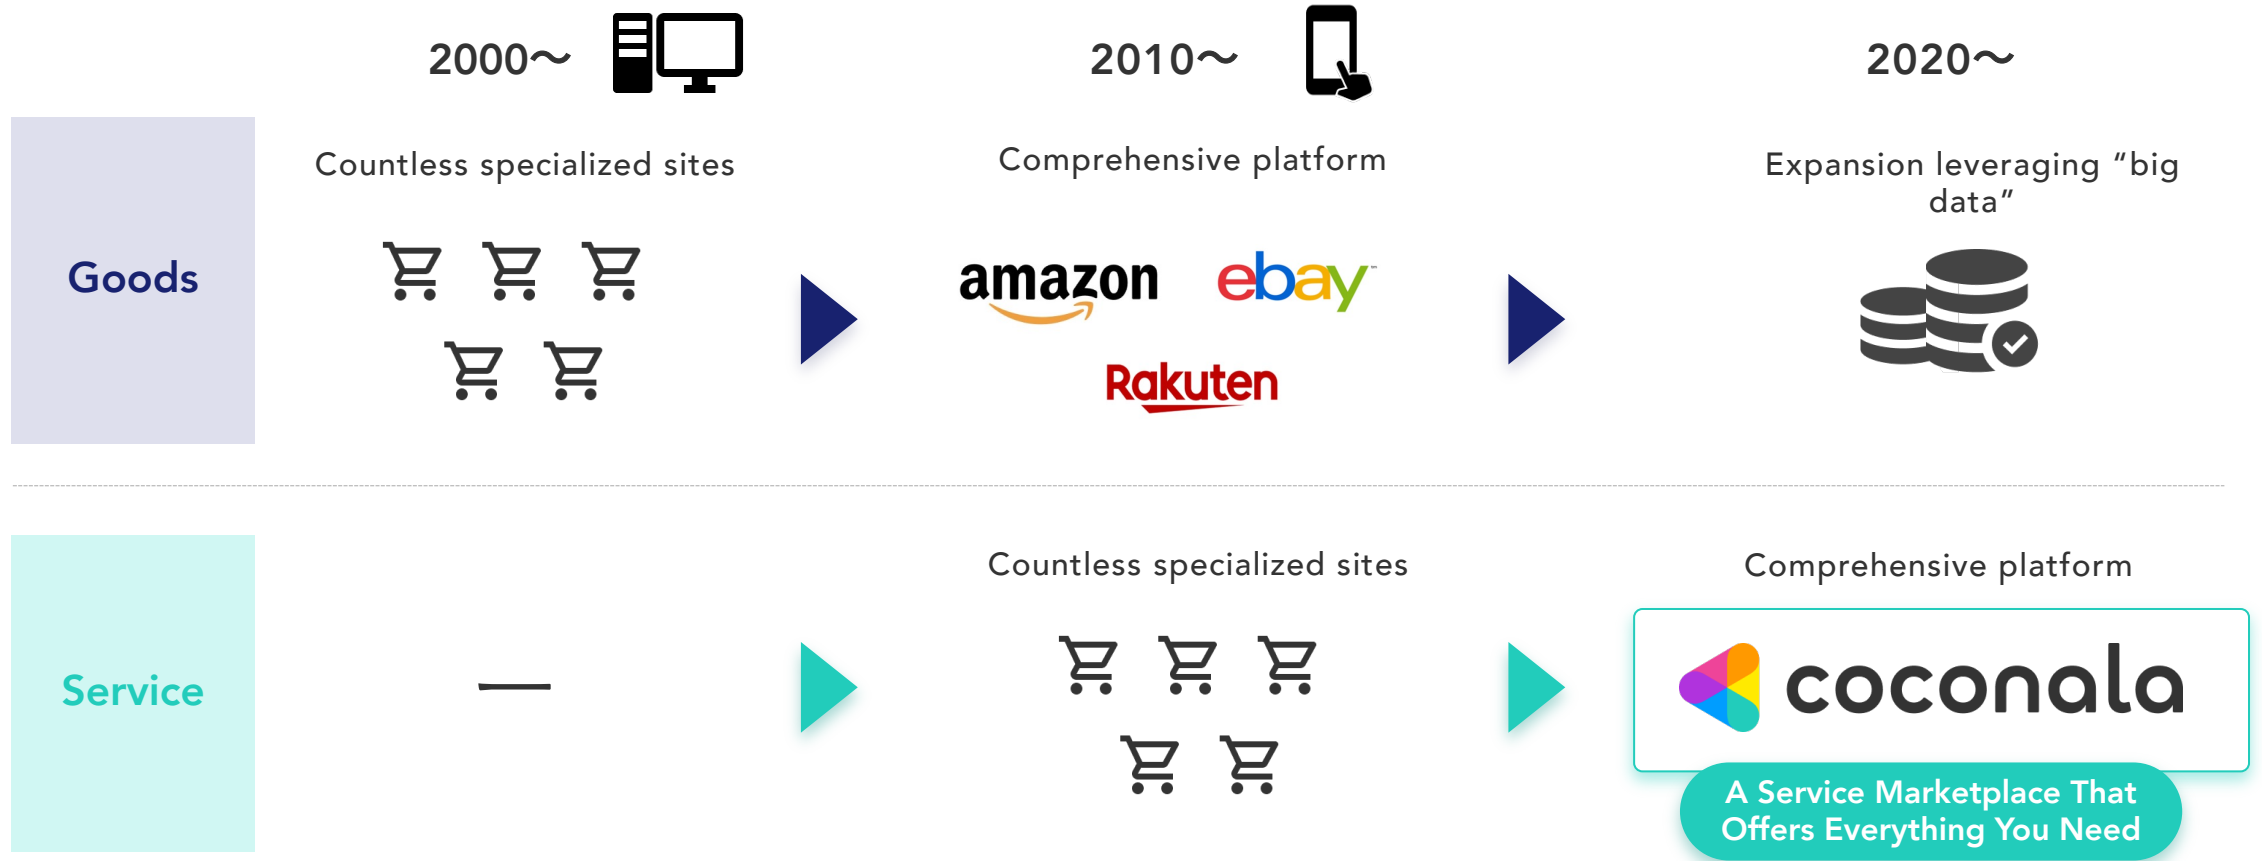 2000〜
2010〜
2020〜
Goods
Countless specialized sites
Comprehensive platform
Expansion leveraging “big
data”
amazon
ebay™
Rakuten
Service
—
Countless specialized sites
Comprehensive platform
coconala
A Service Marketplace That
Offers Everything You Need